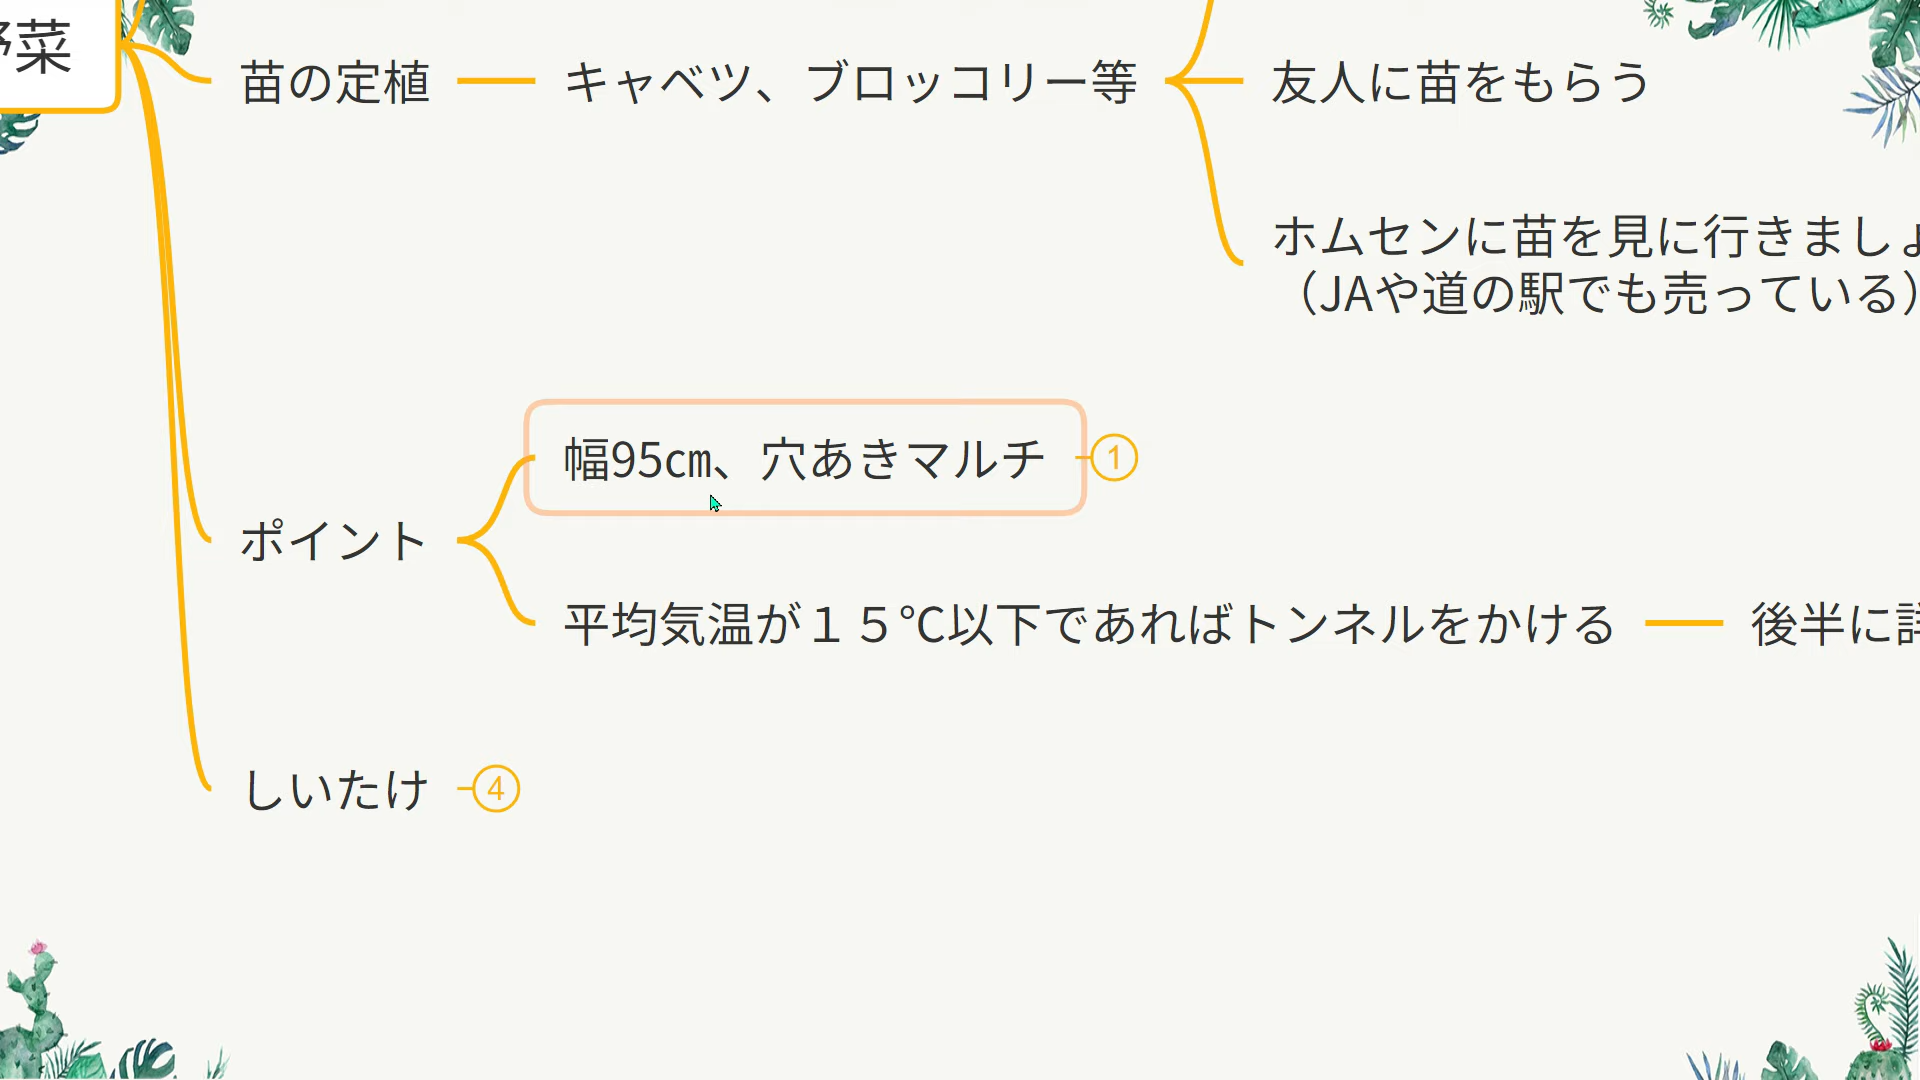 菜
苗の定植
キャベツ、ブロッコリー等
友人に苗をもらう
ホムセンに苗を見に行きましょ
（JAや道の駅でも売っている）
幅95cm、穴あきマルチ
1
ポイント
平均気温が１５℃以下であればトンネルをかける
後半に
しいたけ
4